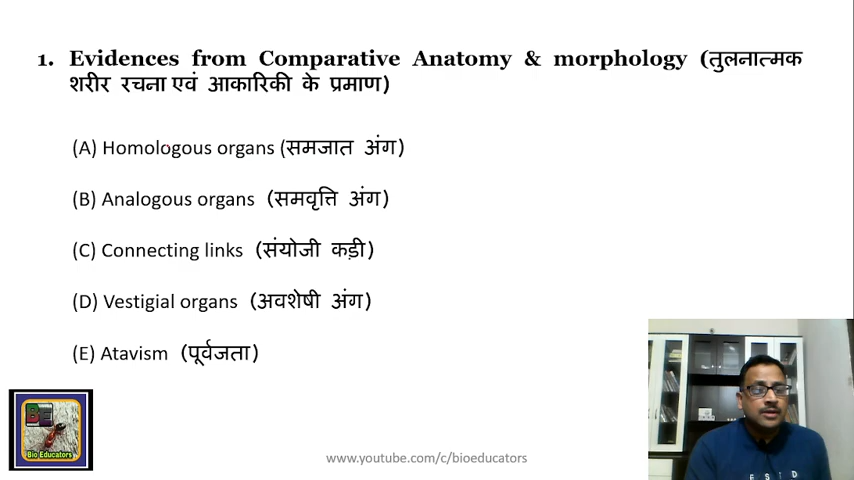 1. Evidences from Comparative Anatomy & morphology (तुलनात्मक
शरीर रचना एवं आकारिकी के प्रमाण)
(A) Homologous organs (समजात अंग)
(B) Analogous organs (समवृत्ति अंग)
(C) Connecting links (संयोजी कड़ी)
(D) Vestigial organs (अवशेषी अंग)
(E) Atavism (पूर्वजता)
BE
Bio Educators
www.youtube.com/c/bioeducators